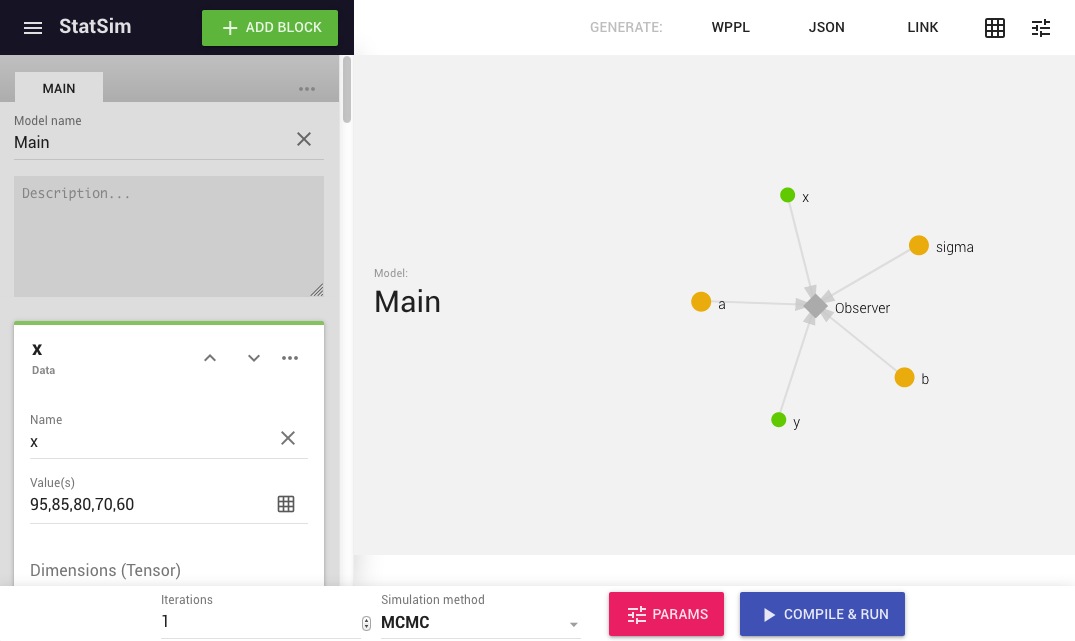 StatSim
ADD BLOCK
GENERATE:
WPPL
JSON
LINK
MAIN
Model name
Main
Description...
x
Data
Name
x
Value(s)
95,85,80,70,60
Dimensions (Tensor)
Model:
Main
x
sigma
a
Observer
b
y
Iterations
1
Simulation method
MCMC
PARAMS
COMPILE & RUN